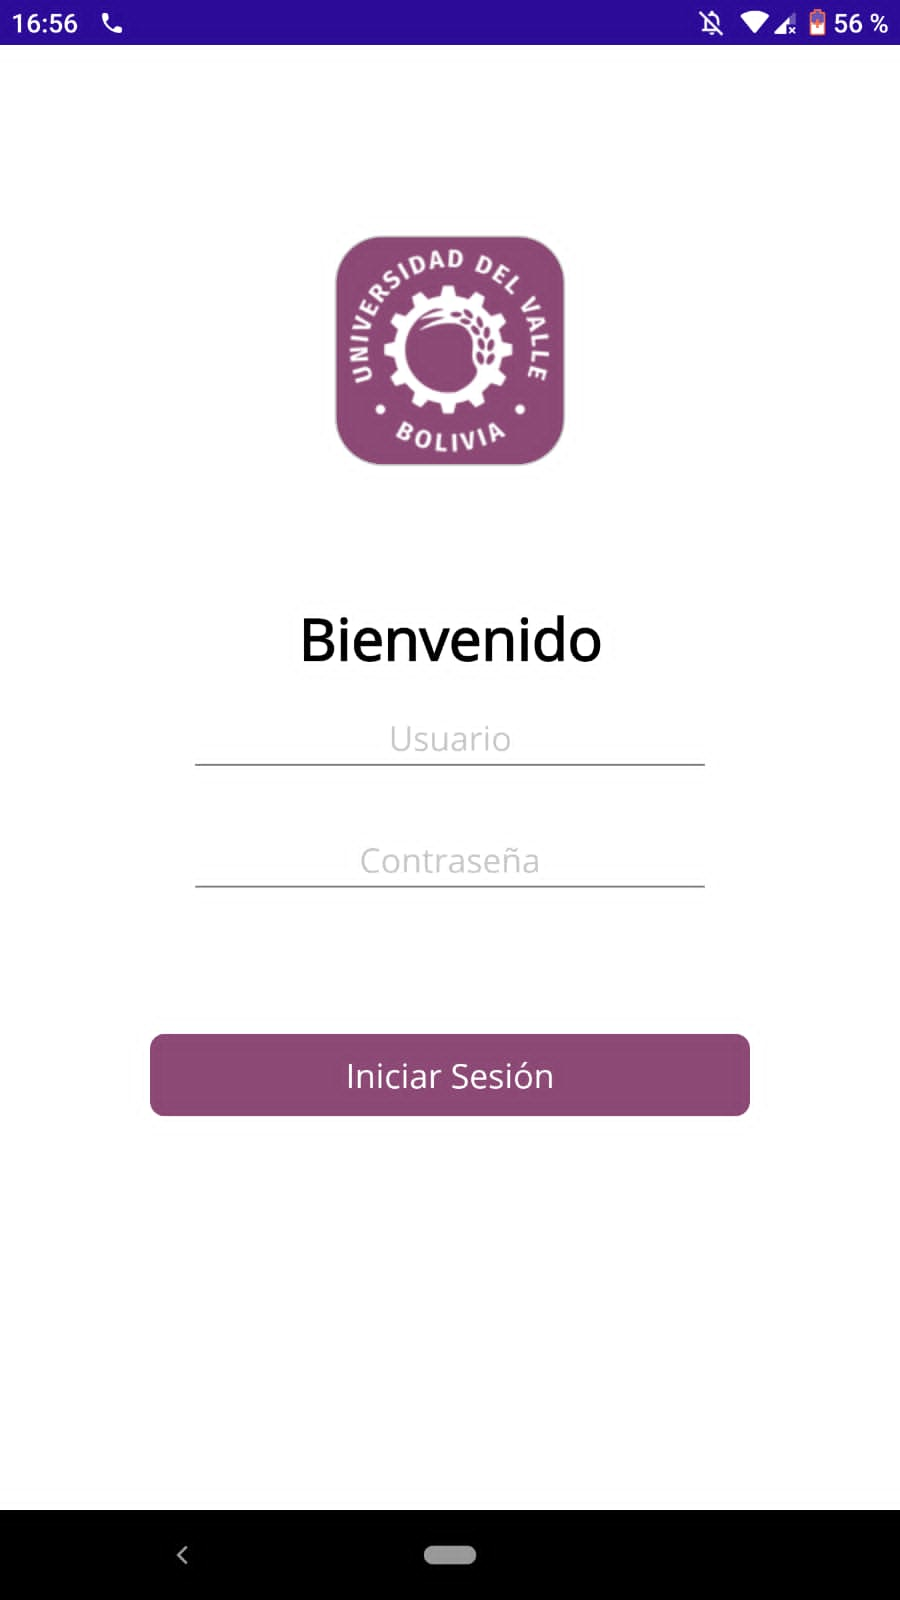 16:56
56 %
UNIVERSIDAD DEL VALLE
BOLIVIA
Bienvenido
Usuario
Contraseña
Iniciar Sesión